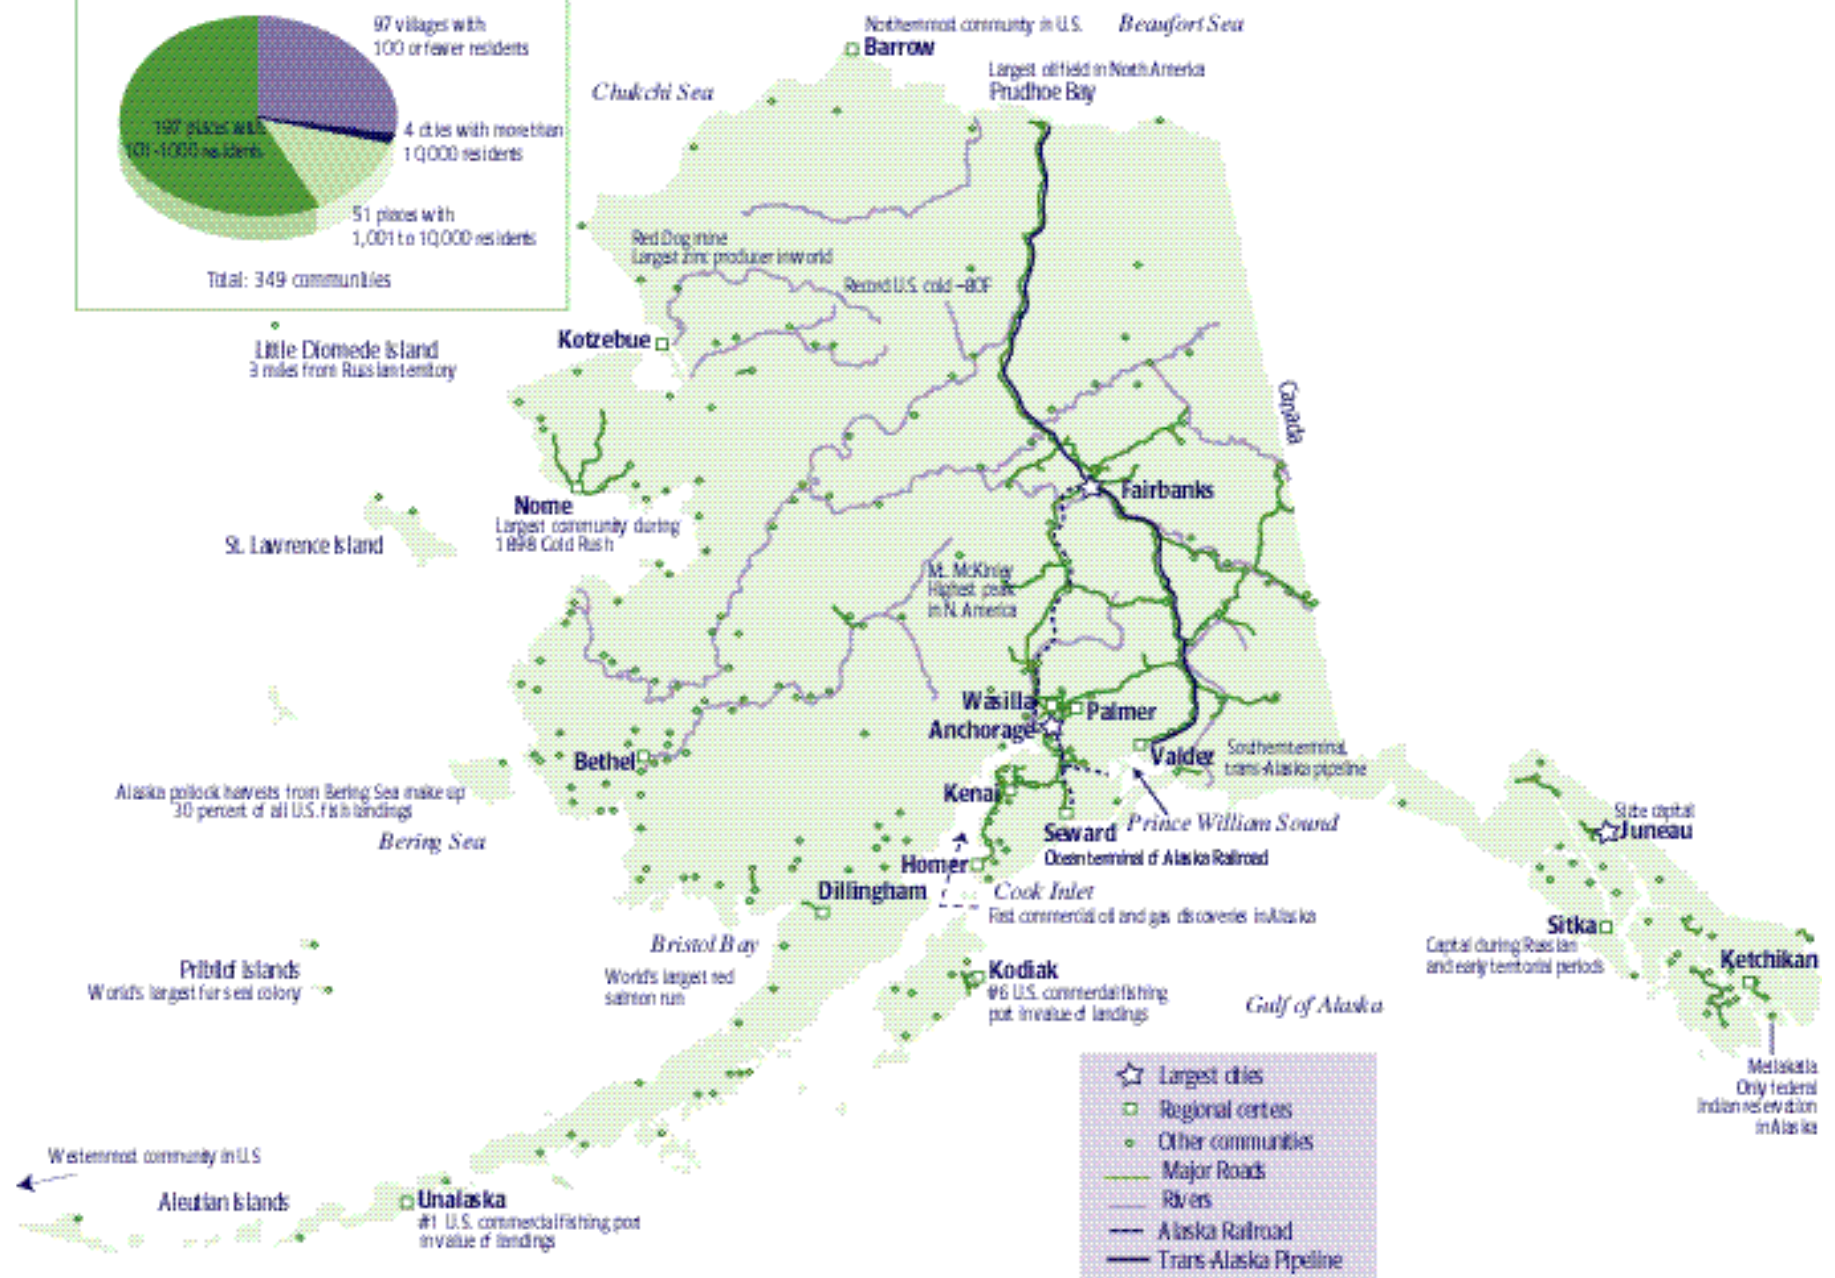 97 villages with
100 or fewer residents
197 places with
101-1000 residents
4 cities with more than
10,000 residents
51 places with
1,001 to 10,000 residents
Total: 349 communities
Northernmost community in U.S.
Barrow
Beaufort Sea
Chukchi Sea
Largest oil field in North America
Prudhoe Bay
Red Dog mine
Largest zinc producer in world
Record U.S. cold -80F
Kotzebue
Little Diomede Island
3 miles from Russian territory
Canada
Fairbanks
Nome
Largest community during
1898 Gold Rush
St. Lawrence Island
Mt. McKinley
Highest peak
in N. America
Wasilla
Palmer
Anchorage
Valdez
Southern terminal,
trans-Alaska pipeline
Bethel
Kenai
Alaska pollock harvests from Bering Sea make up
30 percent of all U.S. fish landings
Bering Sea
Seward
Ocean terminal of Alaska Railroad
Prince William Sound
State capital
Juneau
Homer
Cook Inlet
First commercial oil and gas discoveries in Alaska
Dillingham
Bristol Bay
World's largest red
salmon run
Sitka
Capital during Russian
and early territorial periods
Ketchikan
Pribilof Islands
World's largest fur seal colony
Kodiak
#6 U.S. commercial fishing
port in value of landings
Gulf of Alaska
Metlakatla
Only federal
Indian reservation
in Alaska
Westernmost community in U.S
Aleutian Islands
Unalaska
#1 U.S. commercial fishing port
in value of landings
Largest cities
Regional centers
Other communities
Major Roads
Rivers
Alaska Railroad
Trans-Alaska Pipeline